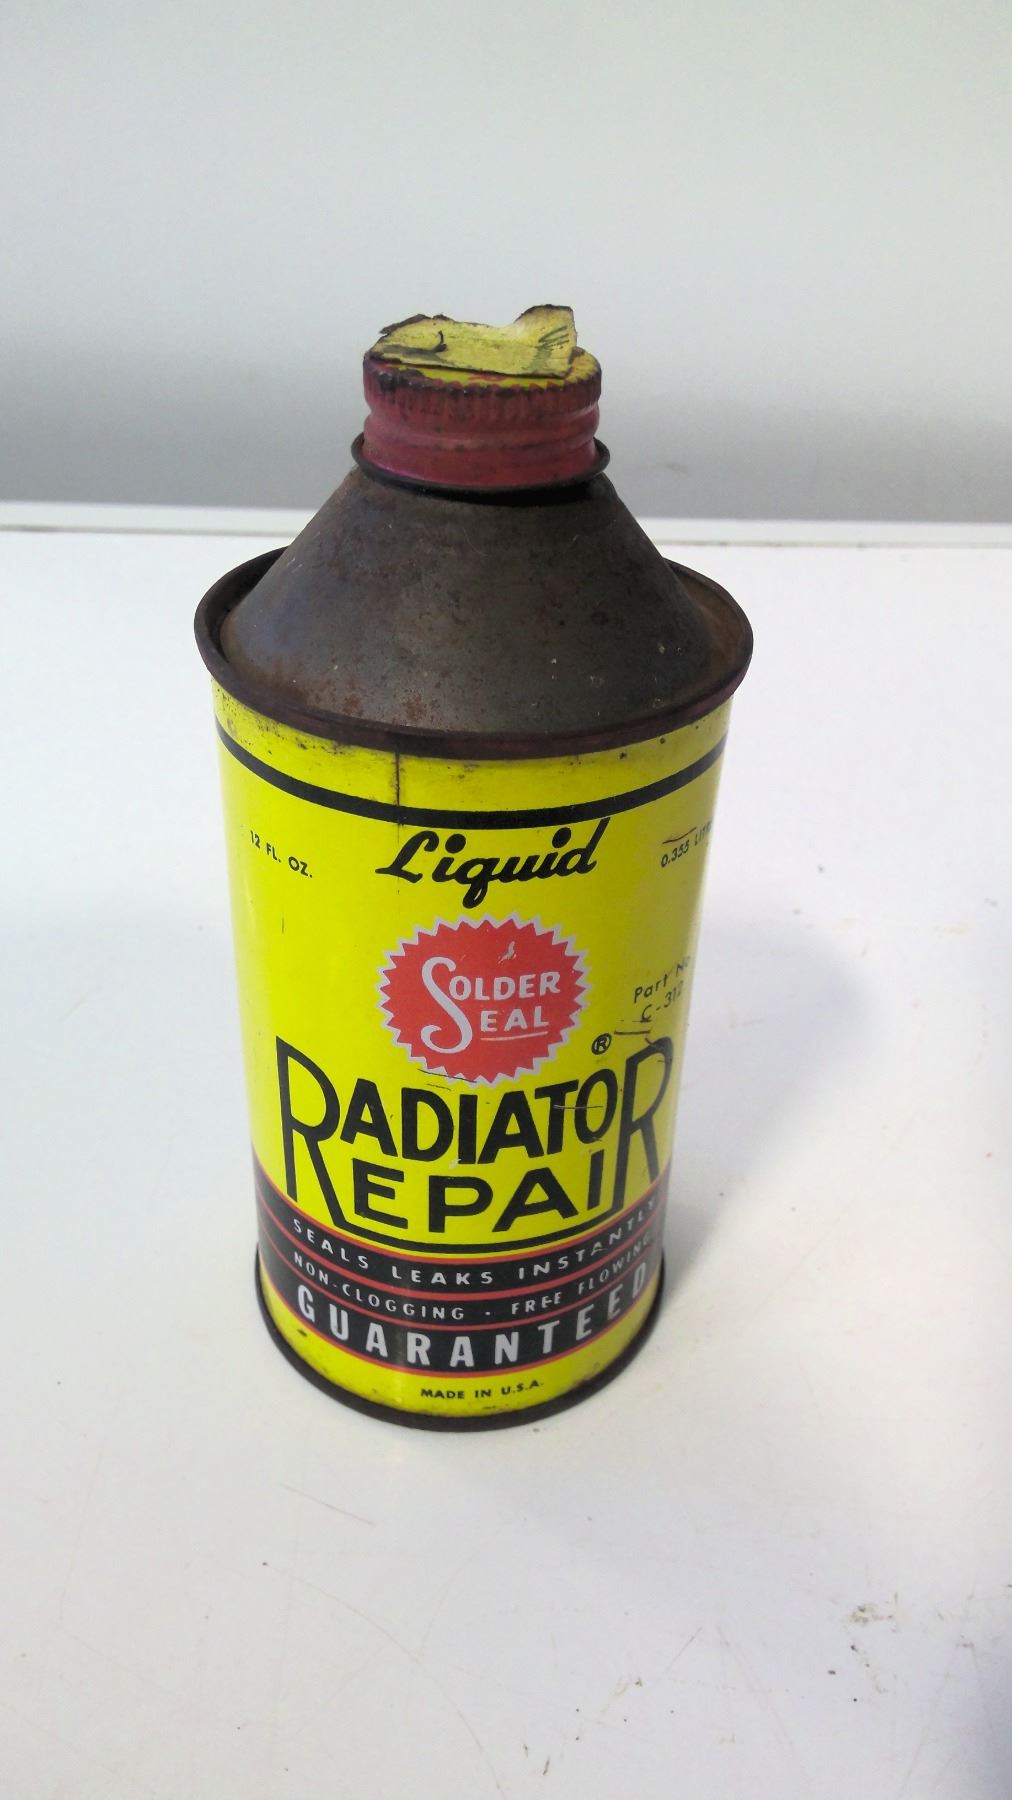 Liquid
12 FL. OZ.
0.355
SOLDER
SEAL
Part No
C-312
®
RADIATOR
REPAIR
SEALS LEAKS INSTANTLY
NON-CLOGGING · FREE FLOWING
GUARANTEED
MADE IN U.S.A.